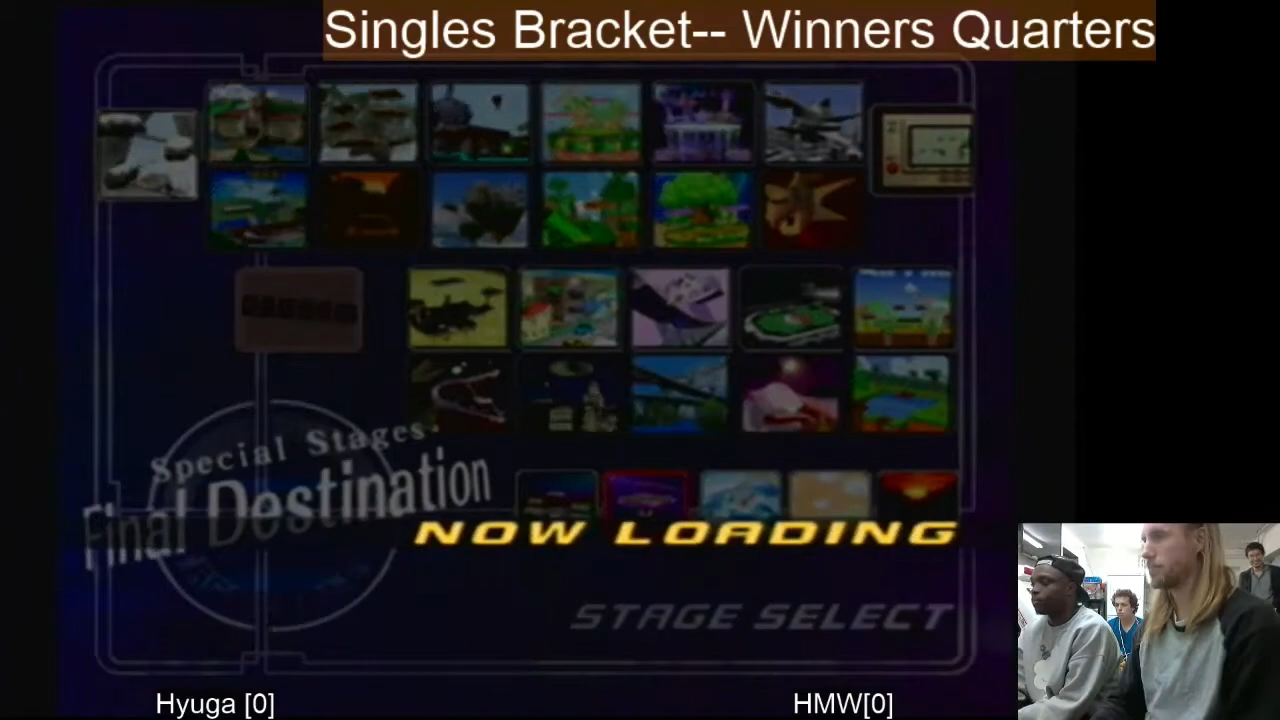 Singles Bracket-- Winners Quarters
Special Stages
Final Destination
NOW LOADING
STAGE SELECT
Hyuga [0]
HMW[0]